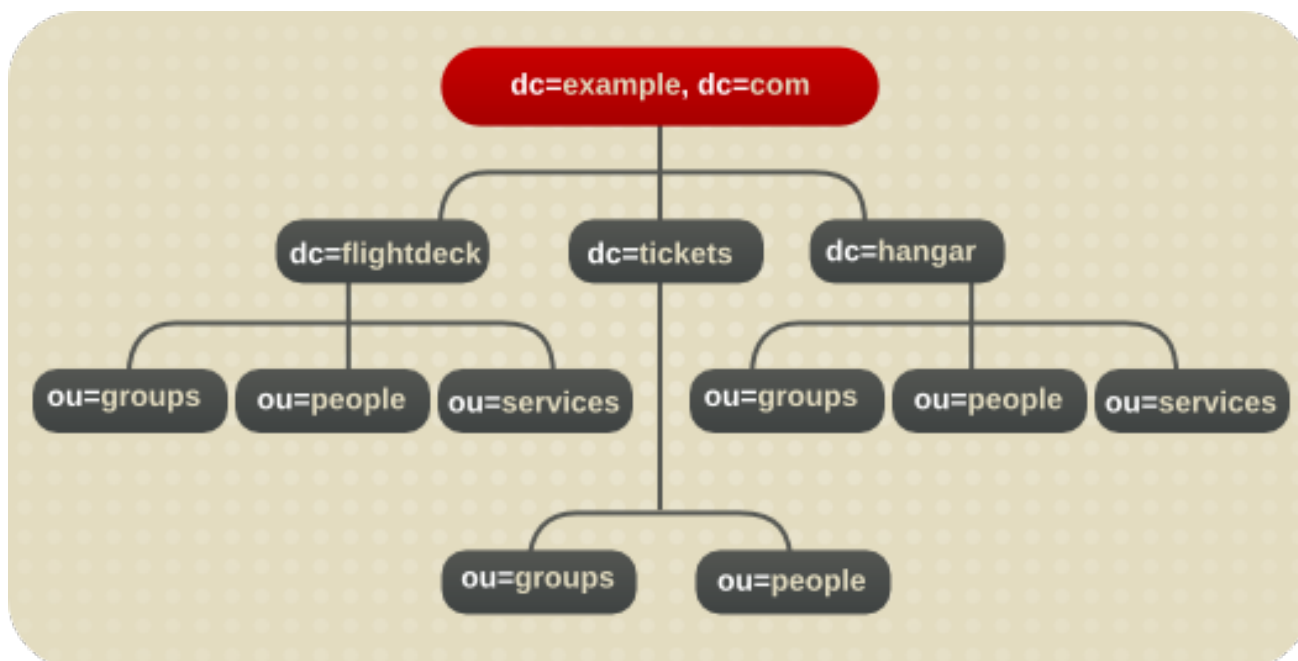 dc=example, dc=com
dc=flightdeck
dc=tickets
dc=hangar
ou=groups
ou=people
ou=services
ou=groups
ou=people
ou=services
ou=groups
ou=people